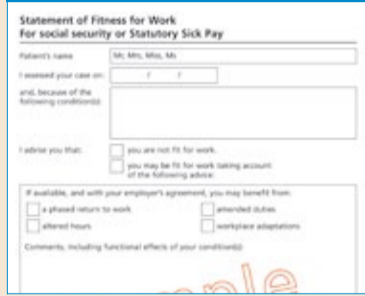 Statement of Fitness for Work
For social security or Statutory Sick Pay
Patient's name
Mr, Mrs, Miss, Ms
I assessed your case on:
/ /
and, because of the
following condition(s):
I advise you that:
you are not fit for work.
you may be fit for work taking account
of the following advice:
If available, and with your employer's agreement, you may benefit from:
a phased return to work
amended duties
altered hours
workplace adaptations
Comments, including functional effects of your condition(s):
mple